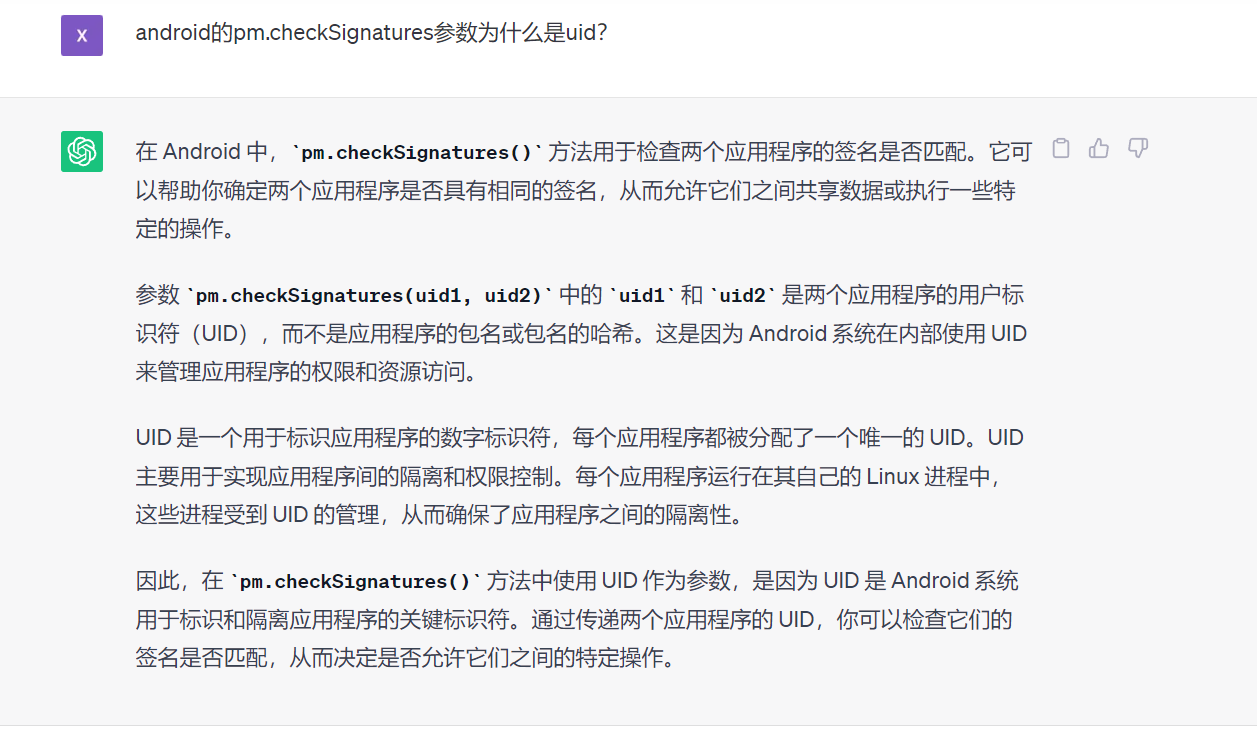 X
android的pm.checkSignatures参数为什么是uid?
在 Android 中，`pm.checkSignatures()` 方法用于检查两个应用程序的签名是否匹配。它可
以帮助你确定两个应用程序是否具有相同的签名，从而允许它们之间共享数据或执行一些特
定的操作。
参数 `pm.checkSignatures(uid1, uid2)` 中的 `uid1` 和 `uid2` 是两个应用程序的用户标
识符（UID），而不是应用程序的包名或包名的哈希。这是因为 Android 系统在内部使用 UID
来管理应用程序的权限和资源访问。
UID 是一个用于标识应用程序的数字标识符，每个应用程序都被分配了一个唯一的 UID。UID
主要用于实现应用程序间的隔离和权限控制。每个应用程序运行在其自己的 Linux 进程中，
这些进程受到 UID 的管理，从而确保了应用程序之间的隔离性。
因此，在 `pm.checkSignatures()` 方法中使用 UID 作为参数，是因为 UID 是 Android 系统
用于标识和隔离应用程序的关键标识符。通过传递两个应用程序的 UID，你可以检查它们的
签名是否匹配，从而决定是否允许它们之间的特定操作。